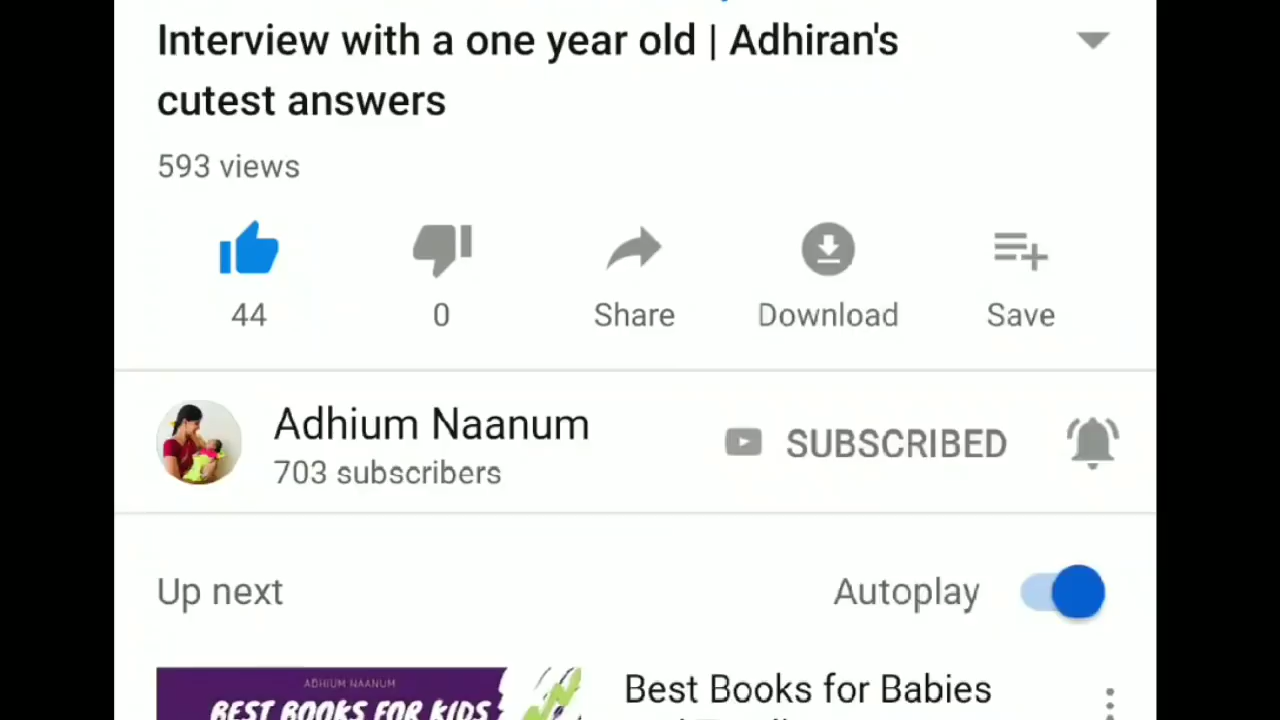 Interview with a one year old | Adhiran's
cutest answers
593 views
44
0
Share
Download
Save
Adhium Naanum
703 subscribers
SUBSCRIBED
Up next
Autoplay
ADHIUM NAANUM
BEST BOOKS FOR KIDS
Best Books for Babies